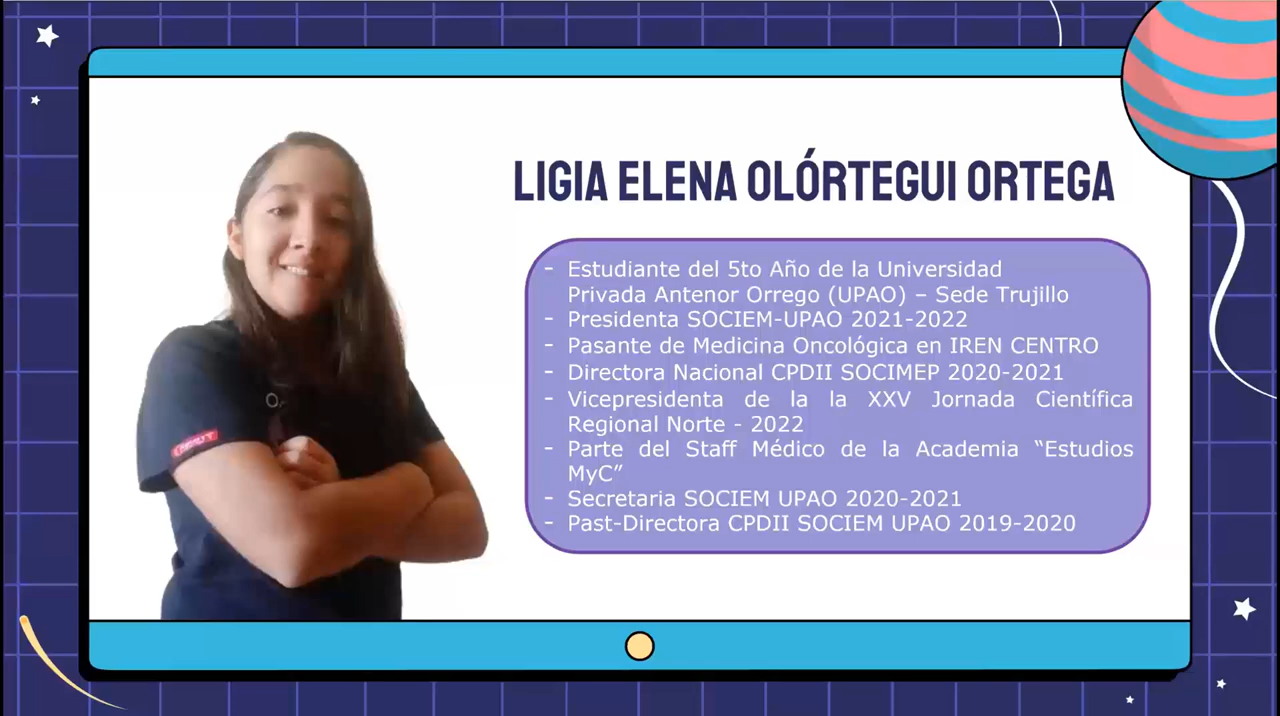 LIGIA ELENA OLÓRTEGUI ORTEGA
- Estudiante del 5to Año de la Universidad
Privada Antenor Orrego (UPAO) – Sede Trujillo
- Presidenta SOCIEM-UPAO 2021-2022
- Pasante de Medicina Oncológica en IREN CENTRO
- Directora Nacional CPDII SOCIMEP 2020-2021
- Vicepresidenta de la la XXV Jornada Científica
Regional Norte - 2022
- Parte del Staff Médico de la Academia “Estudios
MyC”
- Secretaria SOCIEM UPAO 2020-2021
- Past-Directora CPDII SOCIEM UPAO 2019-2020